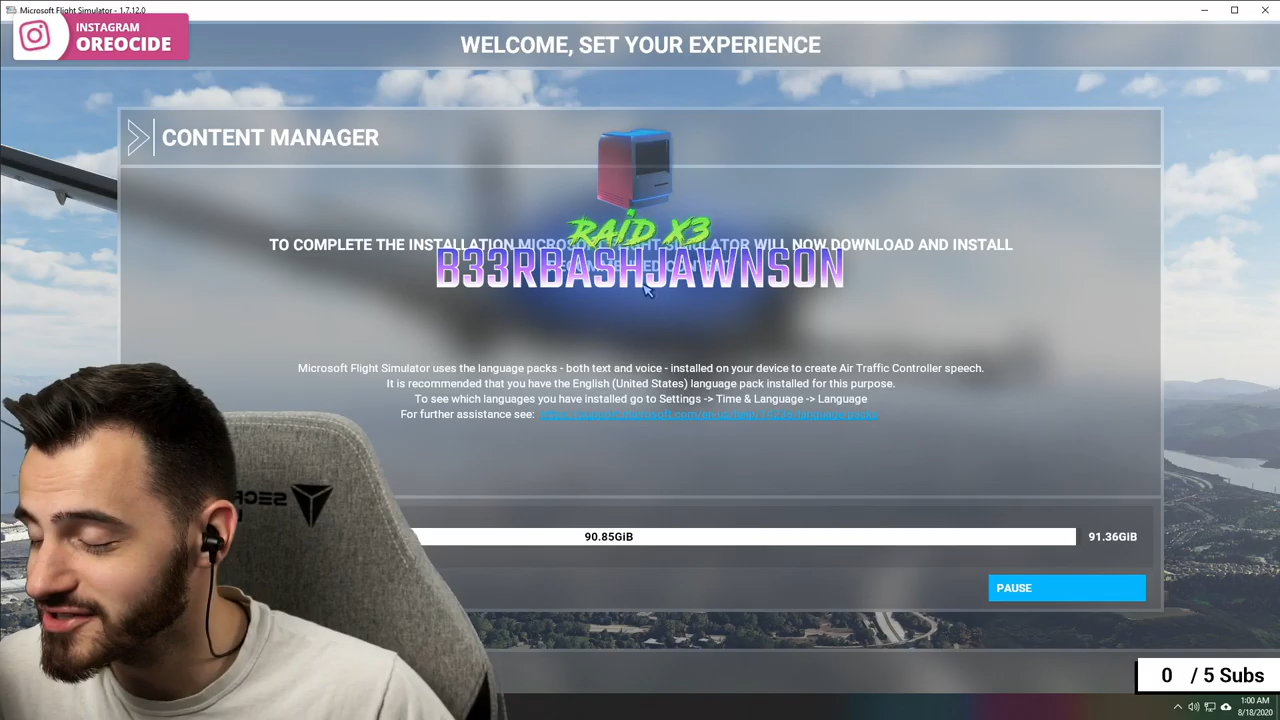 Microsoft Flight Simulator - 1.7.12.0
INSTAGRAM
OREOCIDE
WELCOME, SET YOUR EXPERIENCE
CONTENT MANAGER
RAID X3
TO COMPLETE THE INSTALLATION MICROSOFT FLIGHT SIMULATOR WILL NOW DOWNLOAD AND INSTALL
B33RBASHJAWNSON
Microsoft Flight Simulator uses the language packs - both text and voice - installed on your device to create Air Traffic Controller speech.
It is recommended that you have the English (United States) language pack installed for this purpose.
To see which languages you have installed go to Settings -> Time & Language -> Language
For further assistance see:
90.85GiB
91.36GiB
PAUSE
0 / 5 Subs
1:00 AM
8/18/2020